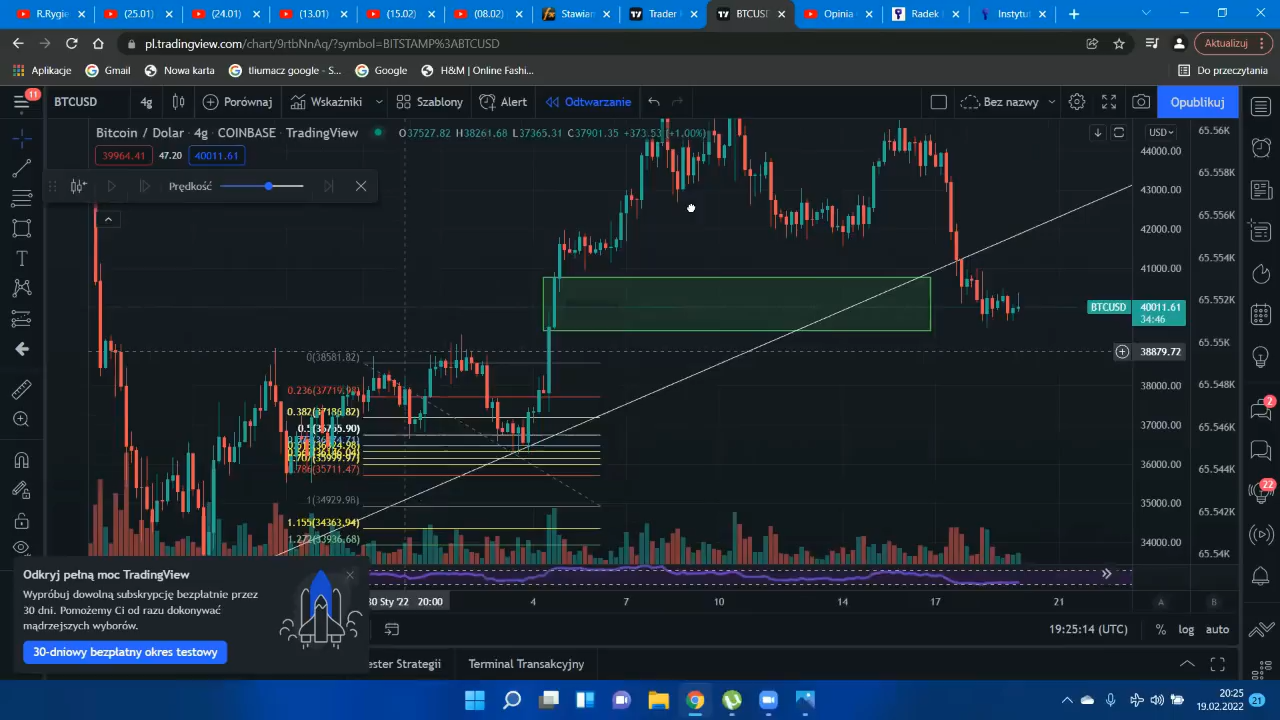 R.Rygie
(25.01)
(24.01)
(13.01)
(15.02)
(08.02)
Stawian
Trader
BTCUSD
Opinia
Radek
Instytut
pl.tradingview.com/chart/9rtbNnAq/?symbol=BITSTAMP%3ABTCUSD
Aktualizuj
Aplikacje
Gmail
Nowa karta
tlumacz google - S...
Google
H&M | Online Fashi...
Do przeczytania
11
BTCUSD
4g
Porównaj
Wskaźniki
Szablony
Alert
Odtwarzanie
Bez nazwy
Opublikuj
Bitcoin / Dolar · 4g · COINBASE · TradingView
O37527.82 H38261.68 L37365.31 C37901.35 +373.53 (+1.00%)
USD
39964.41
47.20
40011.61
Prędkość
44000.00
43000.00
42000.00
41000.00
BTCUSD
40011.61
34:46
38879.72
38000.00
37000.00
36000.00
35000.00
34000.00
65.56K
65.558K
65.556K
65.554K
65.552K
65.55K
65.548K
65.546K
65.544K
65.542K
65.54K
0(38581.82)
0.236(37719.98)
0.382(37186.82)
0.5(36755.90)
0.786(35711.47)
1(34929.98)
1.155(34363.94)
1.272(33936.68)
2
22
Odkryj pełną moc TradingView
Wypróbuj dowolną subskrypcję bezpłatnie przez
30 dni. Pomożemy Ci od razu dokonywać
mądrzejszych wyborów.
30-dniowy bezpłatny okres testowy
30 Sty '22 20:00
4
7
10
14
17
21
A
B
19:25:14 (UTC)
%
log
auto
ester Strategii
Terminal Transakcyjny
20:25
19.02.2022
21